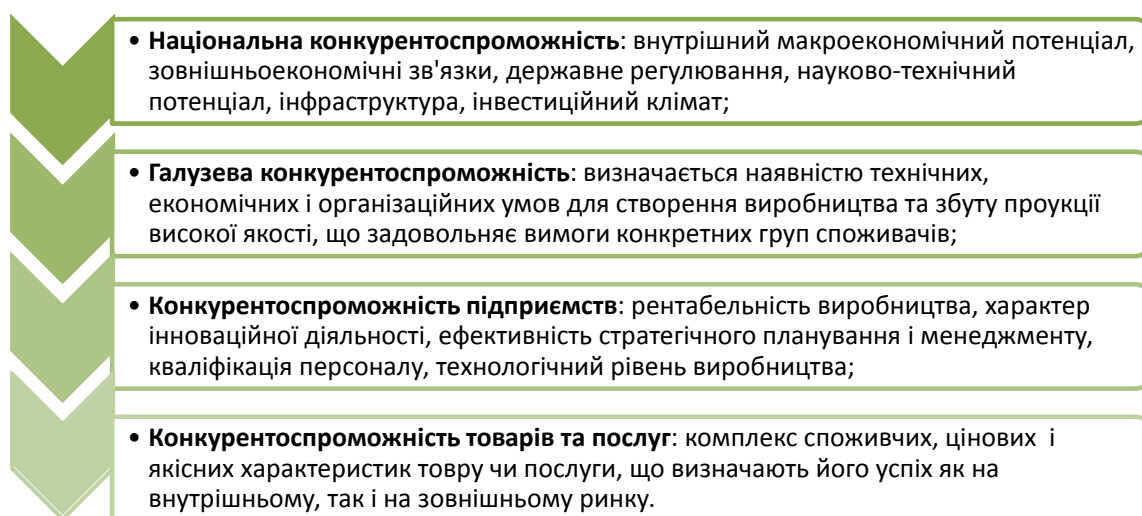 • Національна конкурентоспроможність: внутрішний макроекономічний потенціал,
зовнішньоекономічні зв'язки, державне регулювання, науково-технічний
потенціал, інфраструктура, інвестиційний клімат;
• Галузева конкурентоспроможність: визначається наявністю технічних,
економічних і організаційних умов для створення виробництва та збуту проукції
високої якості, що задовольняє вимоги конкретних груп споживачів;
• Конкурентоспроможність підприємств: рентабельність виробництва, характер
інноваційної діяльності, ефективність стратегічного планування і менеджменту,
кваліфікація персоналу, технологічний рівень виробництва;
• Конкурентоспроможність товарів та послуг: комплекс споживчих, цінових і
якісних характеристик товру чи послуги, що визначають його успіх як на
внутрішньому, так і на зовнішньому ринку.